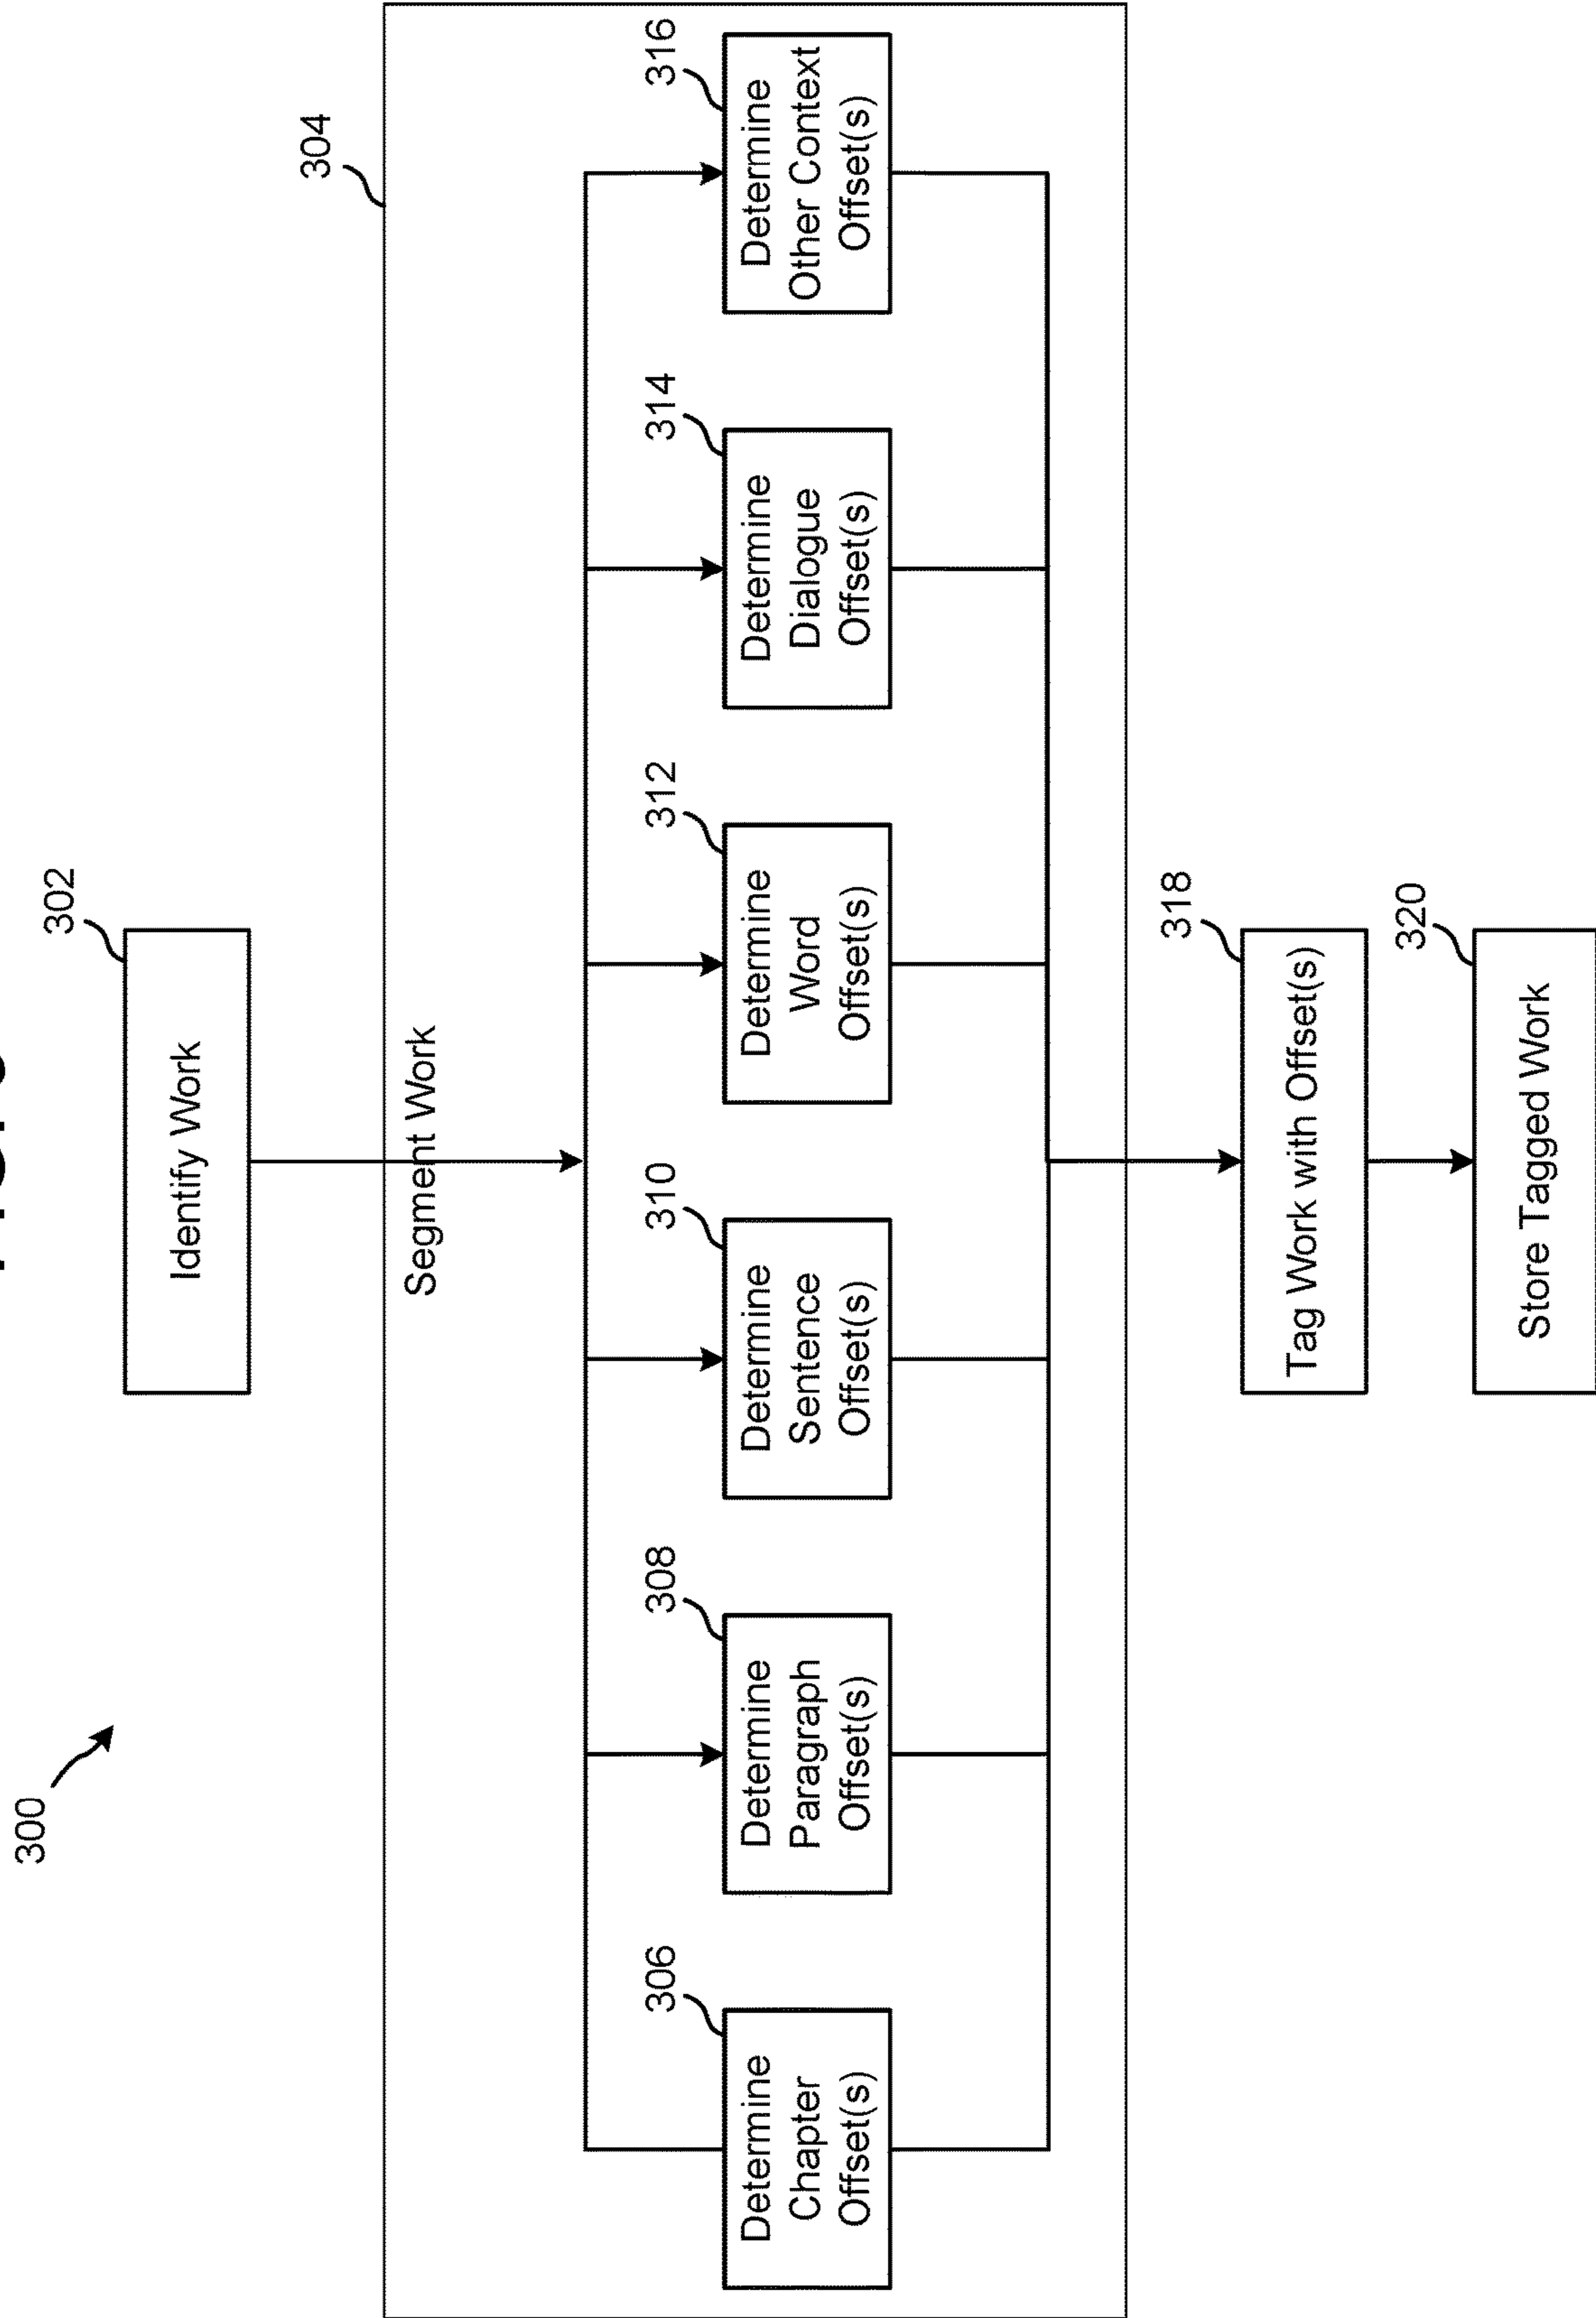 300
302
Identify Work
304
Segment Work
306
Determine
Chapter
Offset(s)
308
Determine
Paragraph
Offset(s)
310
Determine
Sentence
Offset(s)
312
Determine
Word
Offset(s)
314
Determine
Dialogue
Offset(s)
316
Determine
Other Context
Offset(s)
318
Tag Work with Offset(s)
320
Store Tagged Work